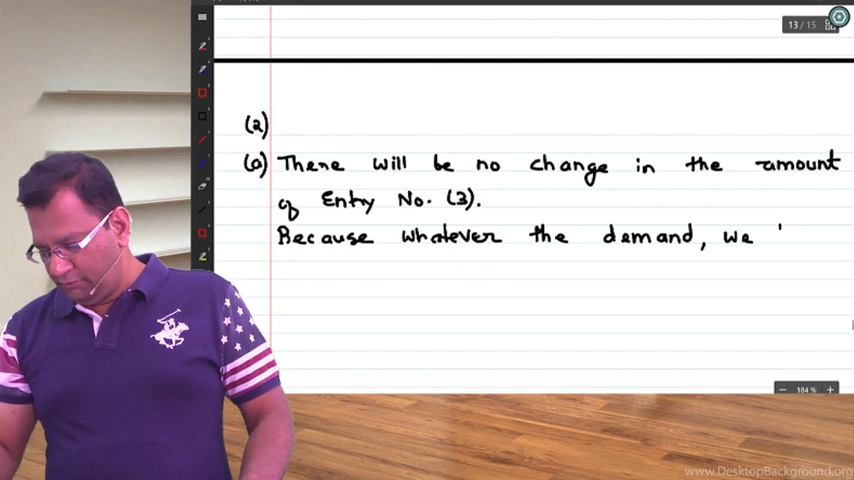 13 / 15
(2)
(a) There will be no change in the amount
of Entry No. (3).
Because whatever the demand, we
184 %
www.DesktopBackground.org